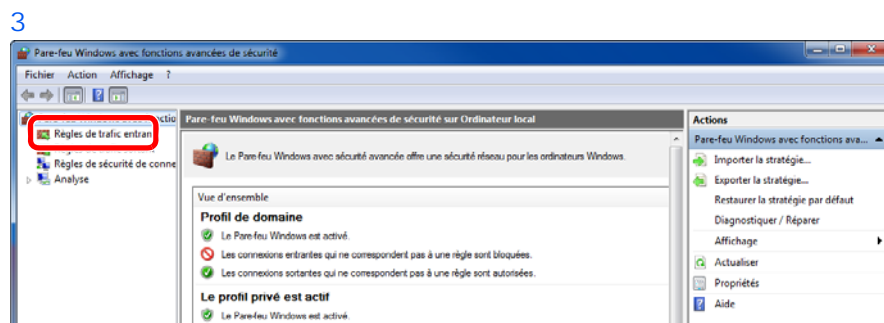 3
Pare-feu Windows avec fonctions avancées de sécurité
Fichier Action Affichage ?
Pare-feu Windows avec fonctions avancées de sécurité sur Ordinateur local
Règles de trafic entran
Règles de sécurité de conne
Analyse
Le Pare-feu Windows avec sécurité avancée offre une sécurité réseau pour les ordinateurs Windows.
Vue d'ensemble
Profil de domaine
Le Pare-feu Windows est activé.
Les connexions entrantes qui ne correspondent pas à une règle sont bloquées.
Les connexions sortantes qui ne correspondent pas à une règle sont autorisées.
Le profil privé est actif
Le Pare-feu Windows est activé.
Actions
Pare-feu Windows avec fonctions ava...
Importer la stratégie...
Exporter la stratégie...
Restaurer la stratégie par défaut
Diagnostiquer / Réparer
Affichage
Actualiser
Propriétés
Aide